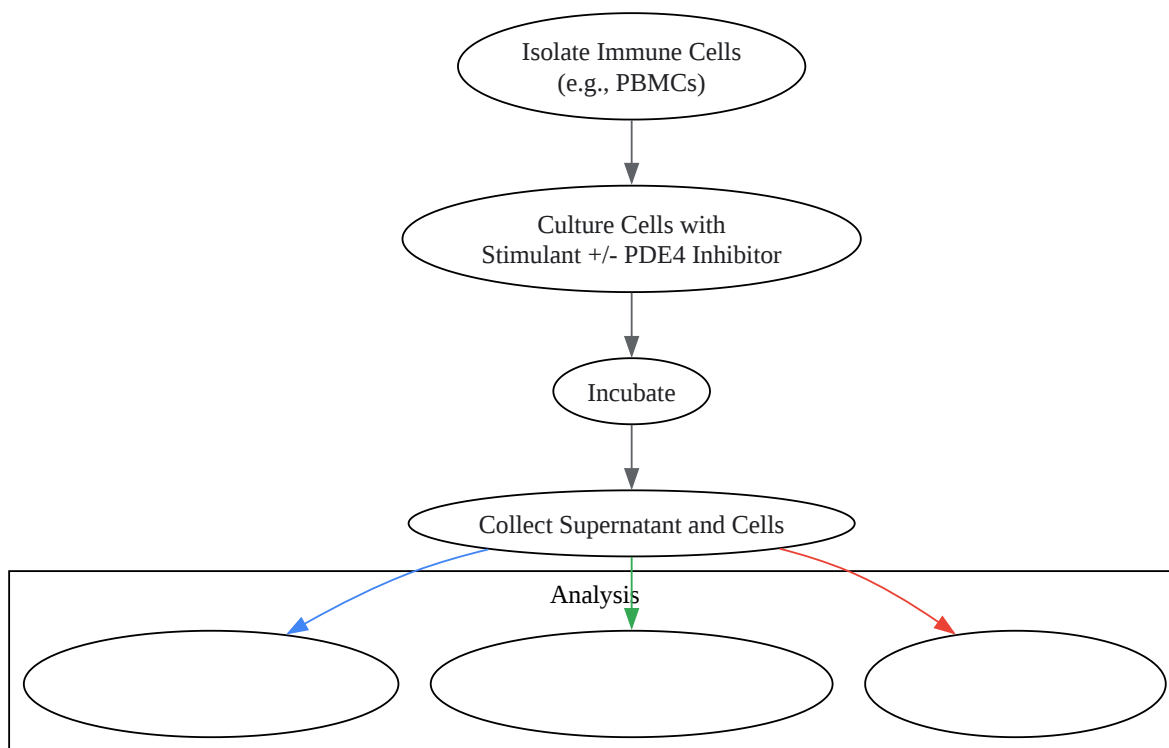 Isolate Immune Cells
(e.g., PBMCs)
Culture Cells with
Stimulant +/- PDE4 Inhibitor
Incubate
Collect Supernatant and Cells
Analysis